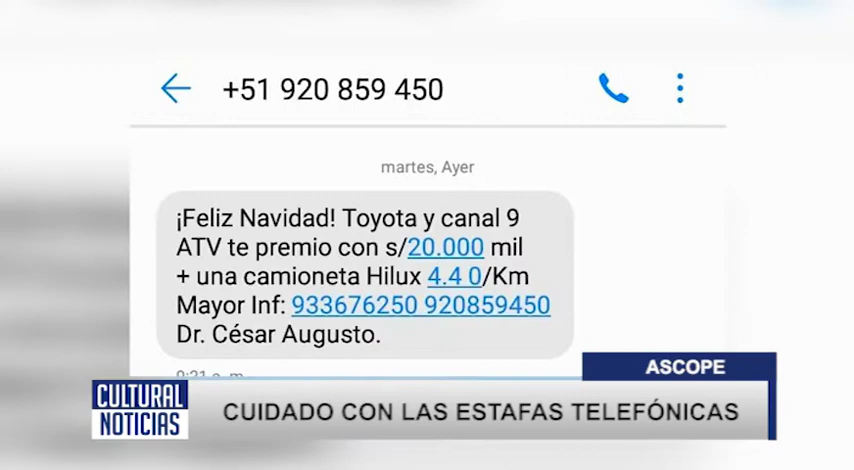 +51 920 859 450
martes, Ayer
¡Feliz Navidad! Toyota y canal 9
ATV te premio con s/20.000 mil
+ una camioneta Hilux 4.4 0/Km
Mayor Inf: 933676250 920859450
Dr. César Augusto.
ASCOPE
CULTURAL
NOTICIAS
CUIDADO CON LAS ESTAFAS TELEFÓNICAS